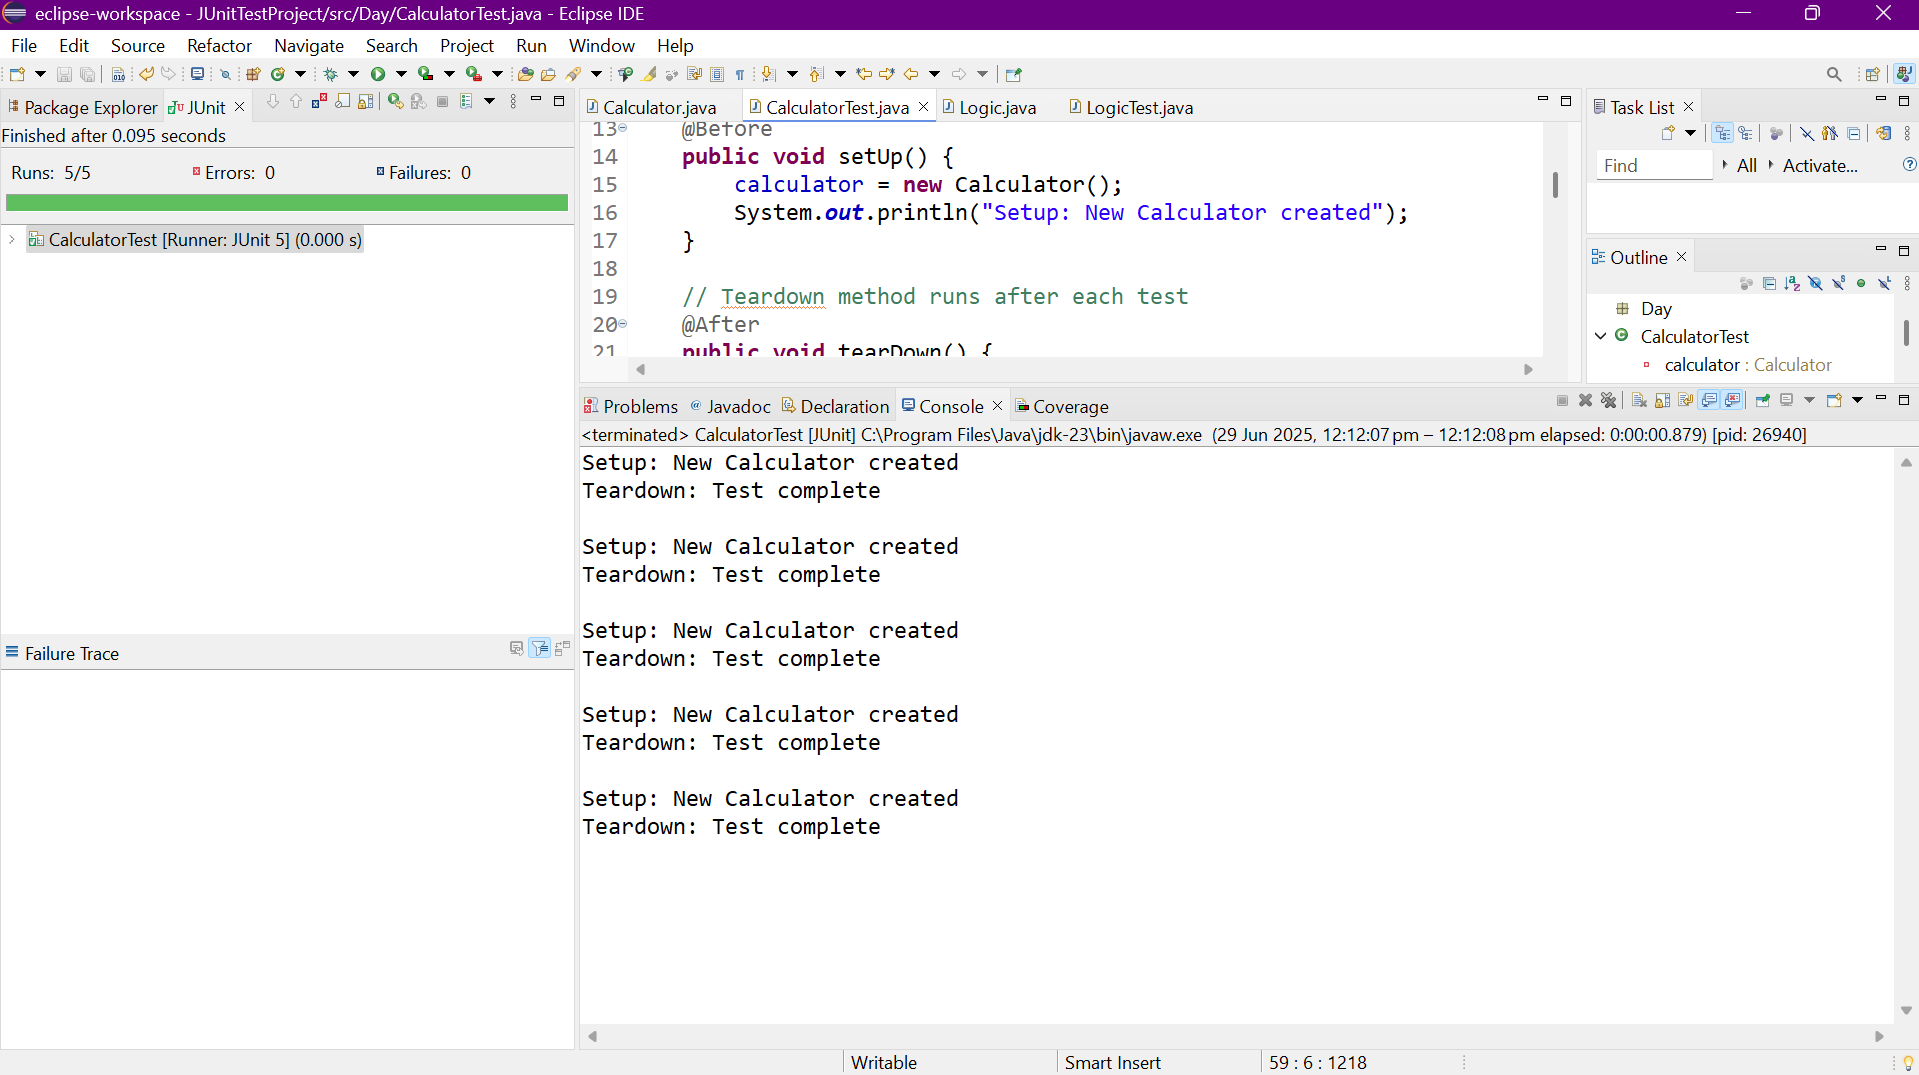 eclipse-workspace - JUnitTestProject/src/Day/CalculatorTest.java - Eclipse IDE
File Edit Source Refactor Navigate Search Project Run Window Help
Package Explorer JUnit
Finished after 0.095 seconds
Runs: 5/5 Errors: 0 Failures: 0
CalculatorTest [Runner: JUnit 5] (0.000 s)
Failure Trace
Calculator.java CalculatorTest.java Logic.java LogicTest.java
13 @Before
14 public void setUp() {
15 calculator = new Calculator();
16 System.out.println("Setup: New Calculator created");
17 }
18
19 // Teardown method runs after each test
20 @After
21 public void tearDown() {
Task List
Find All Activate...
Outline
Day
CalculatorTest
calculator : Calculator
Problems Javadoc Declaration Console Coverage
<terminated> CalculatorTest [JUnit] C:\Program Files\Java\jdk-23\bin\javaw.exe (29 Jun 2025, 12:12:07 pm – 12:12:08 pm elapsed: 0:00:00.879) [pid: 26940]
Setup: New Calculator created
Teardown: Test complete
Setup: New Calculator created
Teardown: Test complete
Setup: New Calculator created
Teardown: Test complete
Setup: New Calculator created
Teardown: Test complete
Setup: New Calculator created
Teardown: Test complete
Writable Smart Insert 59 : 6 : 1218